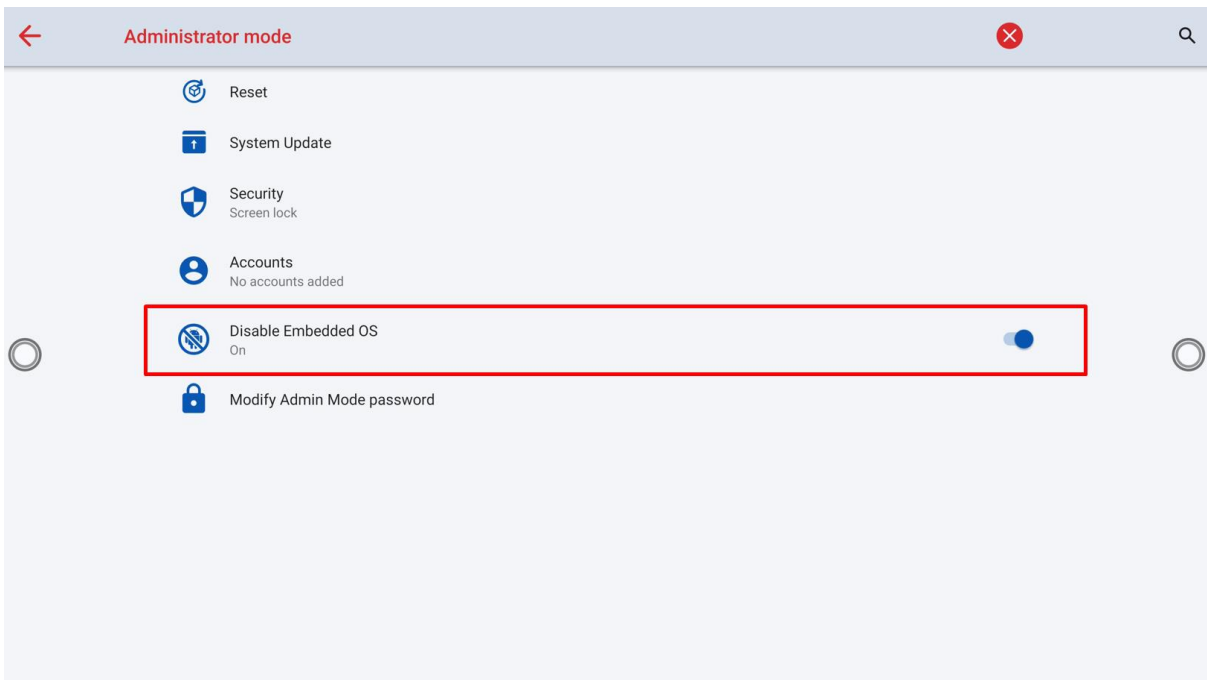 Administrator mode
Reset
System Update
Security
Screen lock
Accounts
No accounts added
Disable Embedded OS
On
Modify Admin Mode password